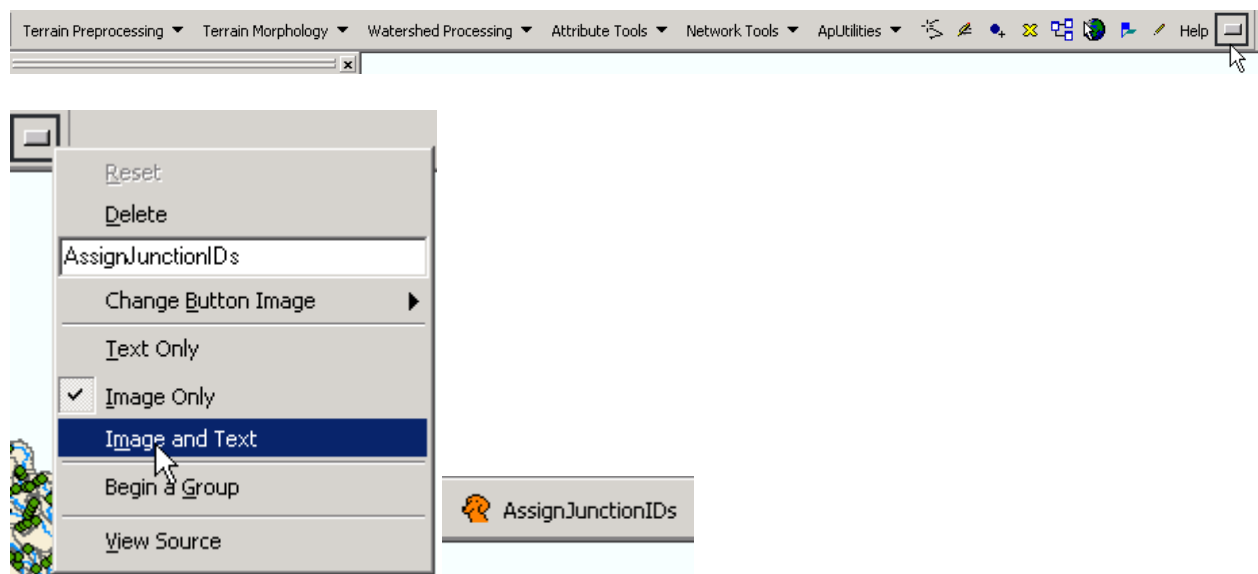 Terrain Preprocessing Terrain Morphology Watershed Processing Attribute Tools Network Tools ApUtilities Help
Reset
Delete
AssignJunctionIDs
Change Button Image
Text Only
Image Only
Image and Text
Begin a Group
View Source
AssignJunctionIDs